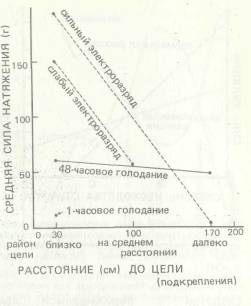 СРЕДНЯЯ СИЛА НАТЯЖЕНИЯ (г)
150
100
50
0
сильный электроразряд
слабый электроразряд
48-часовое голодание
1-часовое голодание
30 100 170 200
район цели
близко
на среднем расстоянии
далеко
РАССТОЯНИЕ (см) ДО ЦЕЛИ
(подкрепления)